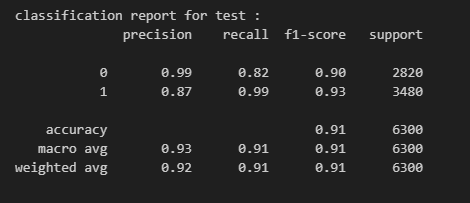 classification report for test :
precision recall f1-score support
0 0.99 0.82 0.90 2820
1 0.87 0.99 0.93 3480
accuracy 0.91 6300
macro avg 0.93 0.91 0.91 6300
weighted avg 0.92 0.91 0.91 6300